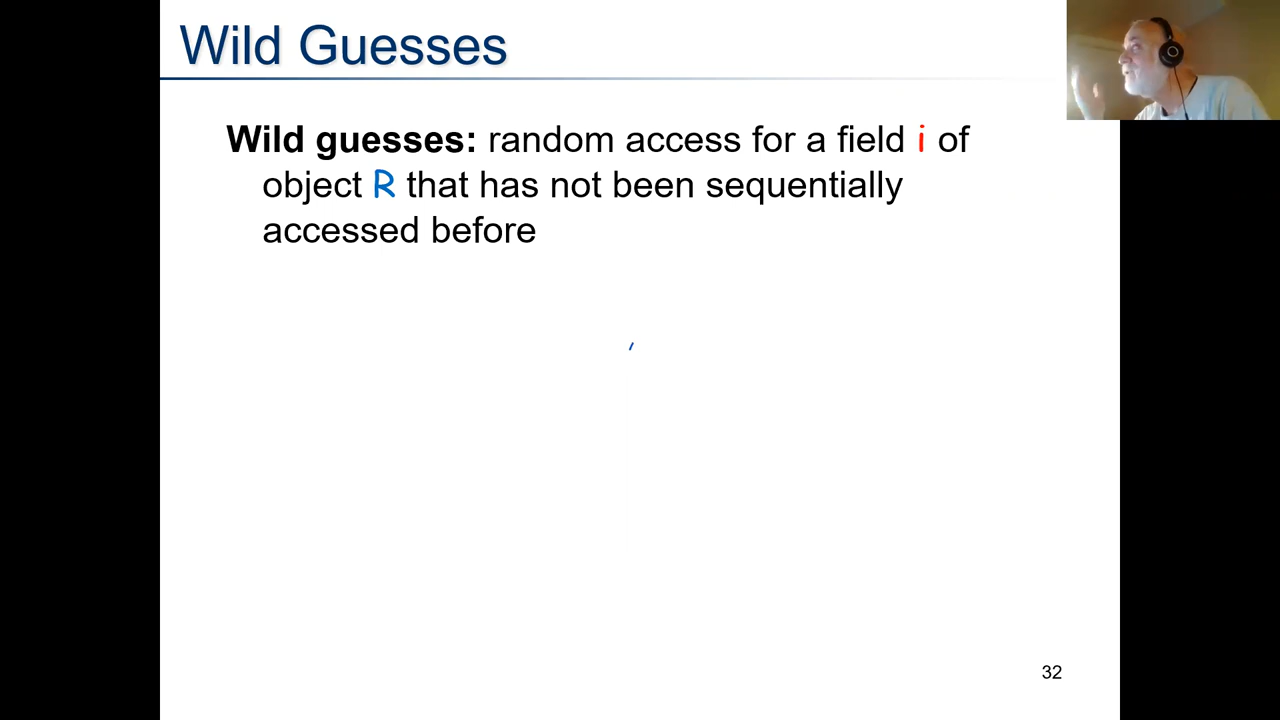 Wild Guesses
Wild guesses: random access for a field i of
object R that has not been sequentially
accessed before
32